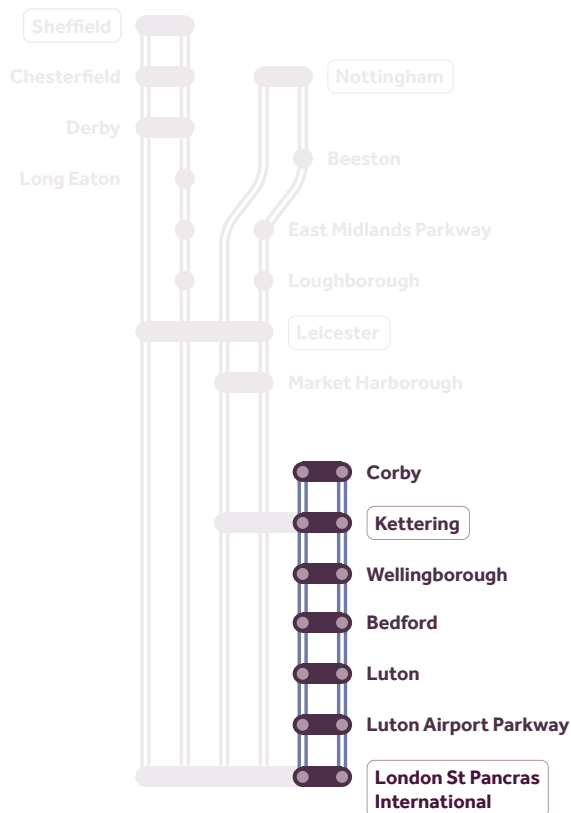 Sheffield
Chesterfield
Nottingham
Derby
Beeston
Long Eaton
East Midlands Parkway
Loughborough
Leicester
Market Harborough
Corby
Kettering
Wellingborough
Bedford
Luton
Luton Airport Parkway
London St Pancras
International